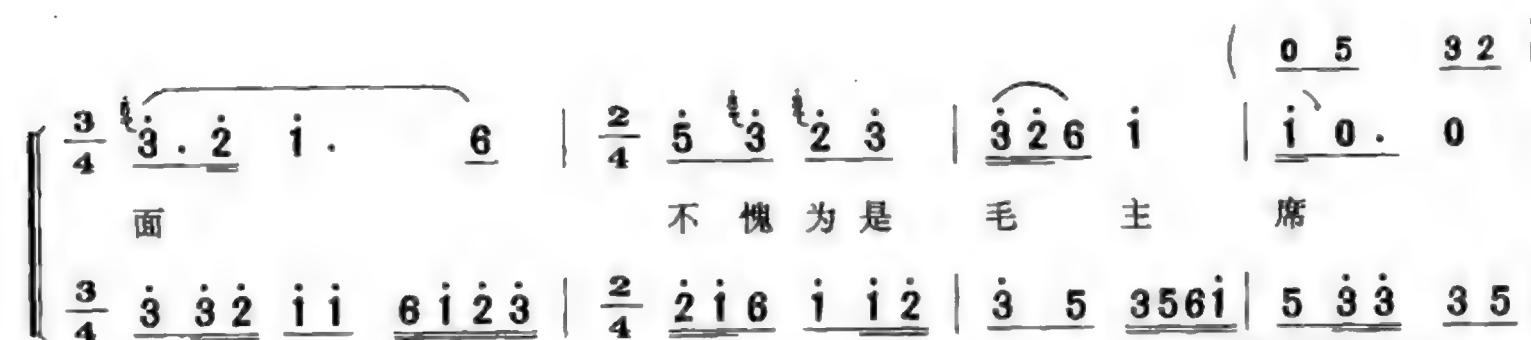 ( 0 5 3 2
3/4 3̇ . 2̇ 1̇ . 6 | 2/4 5̇ 3̇ 2̇ 3̇ | 3̇ 2̇ 6 1̇ | 1̇ 0 . 0
面 不 愧 为 是 毛 主 席
3/4 3̇ 3̇ 2̇ 1̇ 1̇ 6 1̇ 2̇ 3̇ | 2/4 2̇ 1̇ 6 1̇ 1̇ 2̇ | 3̇ 5 3 5 6 1̇ | 5 3̇ 3̇ 3 5